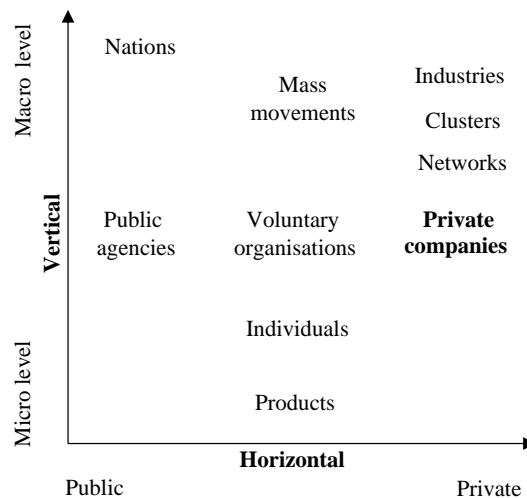 Macro level
Nations
Mass
movements
Industries
Clusters
Networks
Vertical
Public
agencies
Voluntary
organisations
Private
companies
Individuals
Micro level
Products
Horizontal
Public
Private